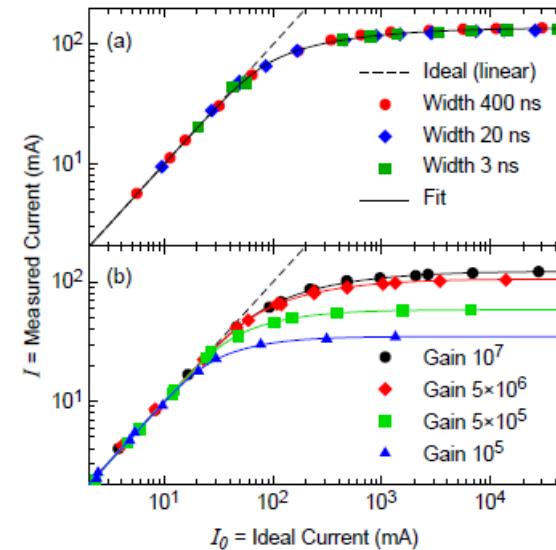 (a)
Ideal (linear)
Width 400 ns
Width 20 ns
Width 3 ns
Fit
10²
10¹
I = Measured Current (mA)
(b)
Gain 10⁷
Gain 5×10⁶
Gain 5×10⁵
Gain 10⁵
10²
10¹
10¹ 10² 10³ 10⁴
I₀ = Ideal Current (mA)